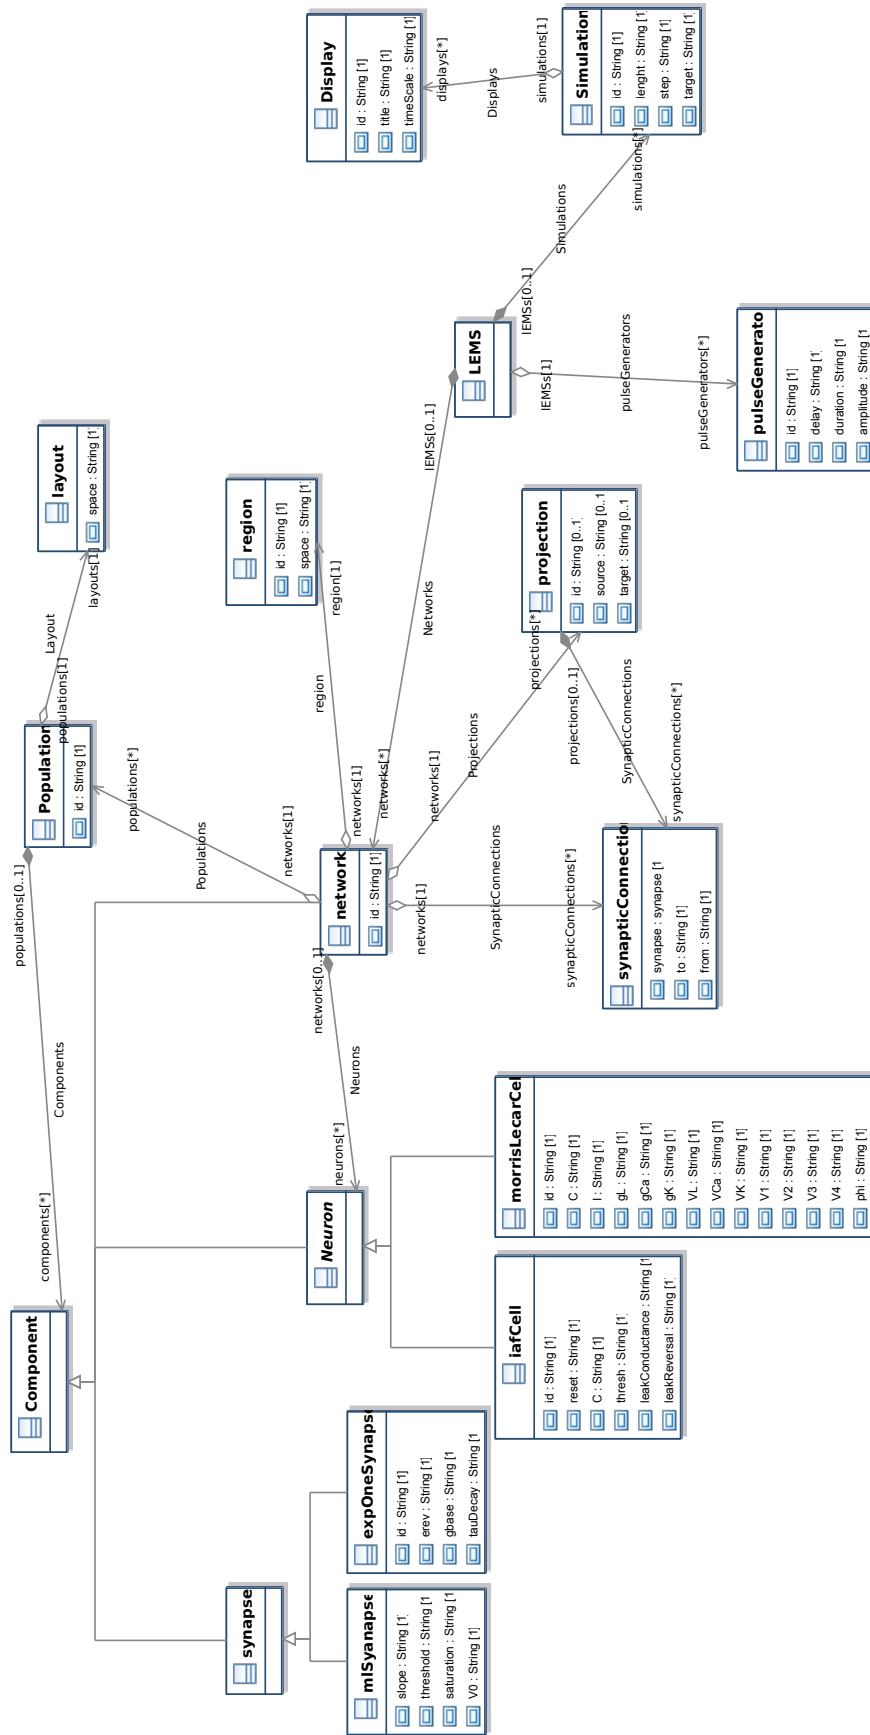 Component
components[*]
Components
populations[0..1]
Population
id : String [1]
populations[1]
Layout
layouts[1]
layout
space : String [1]
populations[*]
Populations
networks[1]
synapse
mlSyanapse
slope : String [1]
threshold : String [1
saturation : String [1
V0 : String [1]
expOneSynapse
id : String [1]
erev : String [1]
gbase : String [1
tauDecay : String [1
Neuron
neurons[*]
Neurons
networks[0..1]
network
id : String [1]
networks[1]
region
region[1]
region
id : String [1]
space : String [1]
networks[*]
Networks
lEMSs[0..1]
LEMS
networks[1]
Projections
projections[*]
projection
id : String [0..1]
source : String [0..1
target : String [0..1
networks[1]
SynapticConnections
synapticConnections[*]
projections[0..1]
SynapticConnections
synapticConnections[*]
synapticConnectio
synapse : synapse [1
to : String [1]
from : String [1]
iafCell
id : String [1]
reset : String [1]
C : String [1]
thresh : String [1]
leakConductance : String [1
leakReversal : String [1]
morrisLecarCel
id : String [1]
C : String [1]
I : String [1]
gL : String [1]
gCa : String [1]
gK : String [1]
VL : String [1]
VCa : String [1]
VK : String [1]
V1 : String [1]
V2 : String [1]
V3 : String [1]
V4 : String [1]
phi : String [1]
lEMSs[1]
pulseGenerators
pulseGenerators[*]
pulseGenerato
id : String [1]
delay : String [1]
duration : String [1
amplitude : String [1
lEMSs[0..1]
Simulations
simulations[*]
Simulation
id : String [1]
lenght : String [1]
step : String [1]
target : String [1]
simulations[1]
Displays
displays[*]
Display
id : String [1]
title : String [1]
timeScale : String [1]